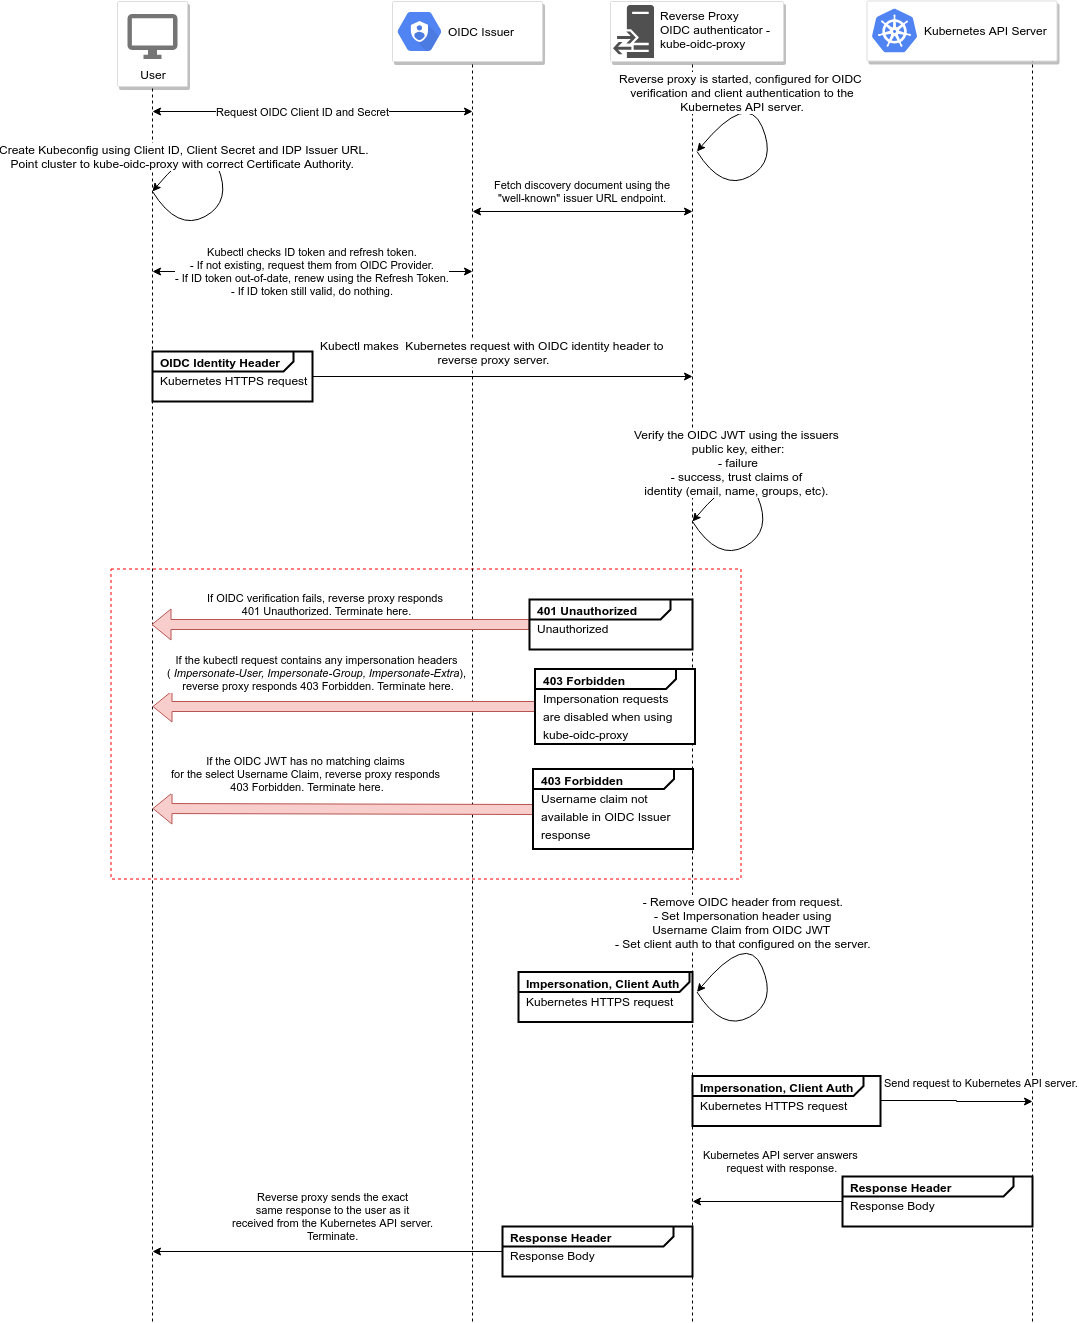 User
OIDC Issuer
Reverse Proxy
OIDC authenticator -
kube-oidc-proxy
Kubernetes API Server
Reverse proxy is started, configured for OIDC
verification and client authentication to the
Kubernetes API server.
Request OIDC Client ID and Secret
Create Kubeconfig using Client ID, Client Secret and IDP Issuer URL.
Point cluster to kube-oidc-proxy with correct Certificate Authority.
Fetch discovery document using the
"well-known" issuer URL endpoint.
Kubectl checks ID token and refresh token.
- If not existing, request them from OIDC Provider.
- If ID token out-of-date, renew using the Refresh Token.
- If ID token still valid, do nothing.
Kubectl makes  Kubernetes request with OIDC identity header to
reverse proxy server.
OIDC Identity Header
Kubernetes HTTPS request
Verify the OIDC JWT using the issuers
public key, either:
- failure
- success, trust claims of
identity (email, name, groups, etc).
If OIDC verification fails, reverse proxy responds
401 Unauthorized. Terminate here.
401 Unauthorized
Unauthorized
If the kubectl request contains any impersonation headers
( Impersonate-User, Impersonate-Group, Impersonate-Extra),
reverse proxy responds 403 Forbidden. Terminate here.
403 Forbidden
Impersonation requests
are disabled when using
kube-oidc-proxy
If the OIDC JWT has no matching claims
for the select Username Claim, reverse proxy responds
403 Forbidden. Terminate here.
403 Forbidden
Username claim not
available in OIDC Issuer
response
- Remove OIDC header from request.
- Set Impersonation header using
Username Claim from OIDC JWT
- Set client auth to that configured on the server.
Impersonation, Client Auth
Kubernetes HTTPS request
Impersonation, Client Auth
Kubernetes HTTPS request
Send request to Kubernetes API server.
Kubernetes API server answers
request with response.
Response Header
Response Body
Reverse proxy sends the exact
same response to the user as it
received from the Kubernetes API server.
Terminate.
Response Header
Response Body